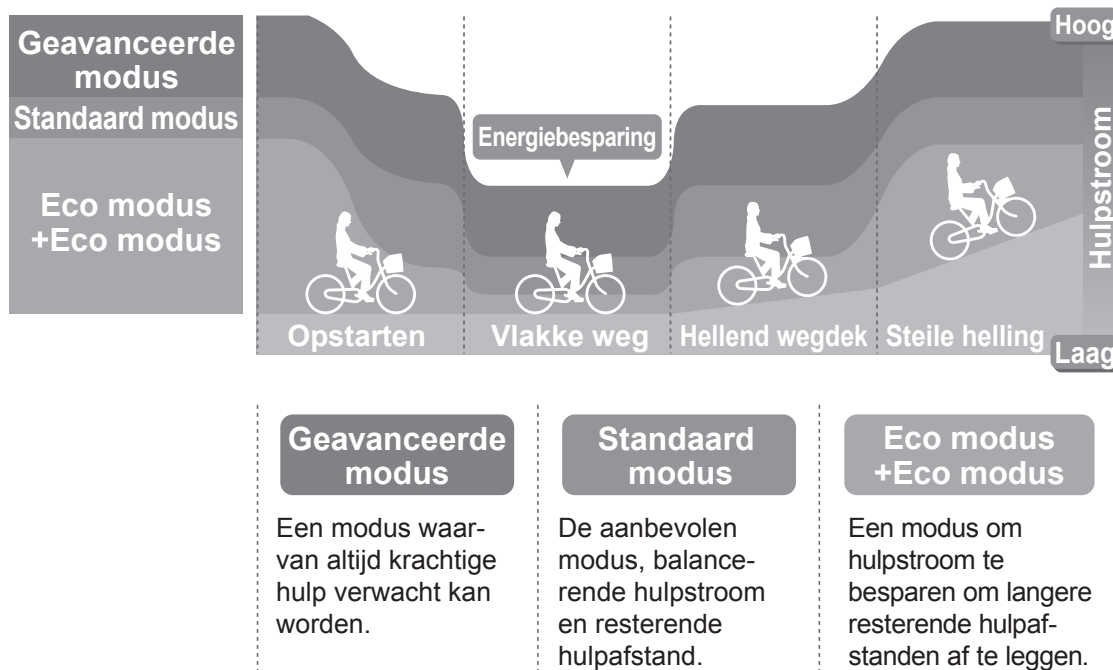 Geavanceerde
modus
Standaard modus
Eco modus
+Eco modus
Hoog
Energiebesparing
Hulpstroom
Opstarten
Vlakke weg
Hellend wegdek
Steile helling
Laag
Geavanceerde
modus
Een modus waar-
van altijd krachtige
hulp verwacht kan
worden.
Standaard
modus
De aanbevolen
modus, balance-
rende hulpstroom
en resterende
hulpafstand.
Eco modus
+Eco modus
Een modus om
hulpstroom te
besparen om langere
resterende hulpaf-
standen af te leggen.